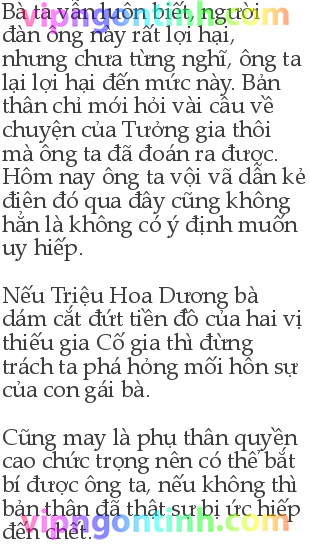 Bà ta vẫn luôn biết, người
đàn ông này rất lợi hại,
nhưng chưa từng nghĩ, ông ta
lại lợi hại đến mức này. Bản
thân chỉ mới hỏi vài câu về
chuyện của Tưởng gia thôi
mà ông ta đã đoán ra được.
Hôm nay ông ta vội vã dẫn kẻ
điên đó qua đây cũng không
hẳn là không có ý định muốn
uy hiếp.
Nếu Triệu Hoa Dương bà
dám cắt đứt tiền đồ của hai vị
thiếu gia Cố gia thì đừng
trách ta phá hỏng mối hôn sự
của con gái bà.
Cũng may là phụ thân quyền
cao chức trọng nên có thể bắt
bí được ông ta, nếu không thì
bản thân đã thật sự bị ức hiếp
đến chết.
vipngontinh.com
vipngontinh.com